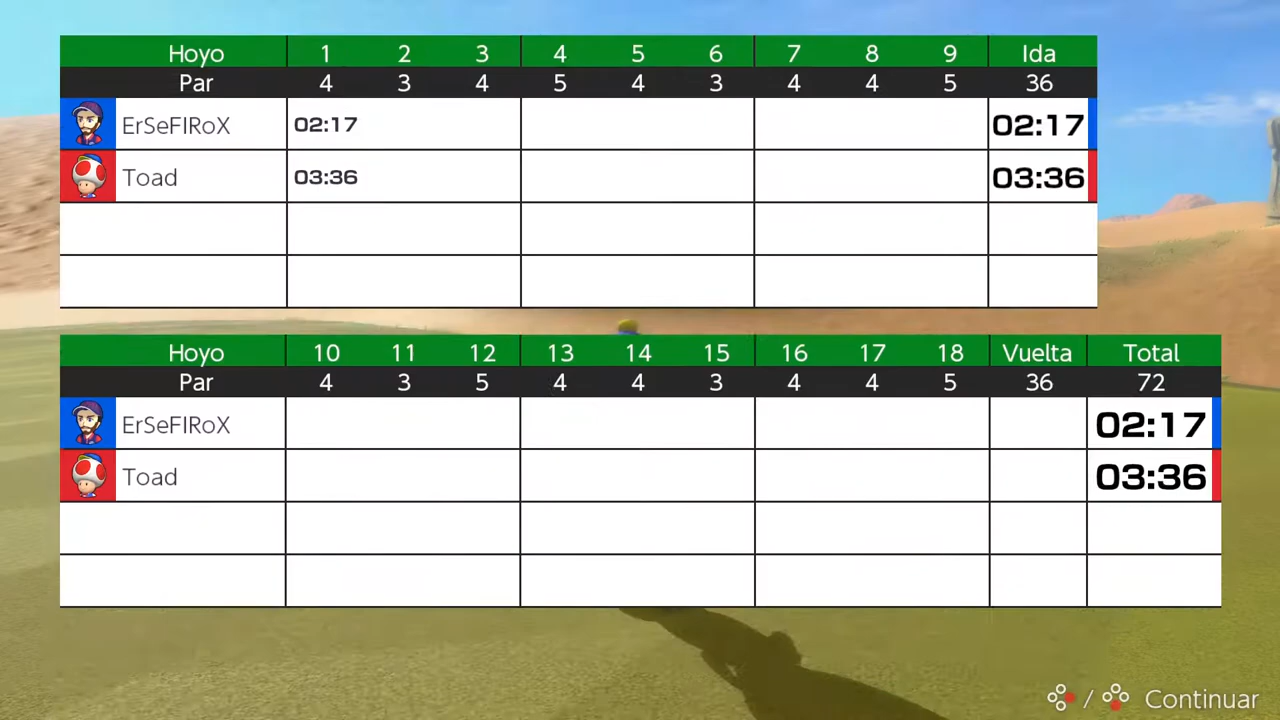 Hoyo 1 2 3 4 5 6 7 8 9 Ida
Par 4 3 4 5 4 3 4 4 5 36
ErSeFIRoX 02:17 02:17
Toad 03:36 03:36
Hoyo 10 11 12 13 14 15 16 17 18 Vuelta Total
Par 4 3 5 4 4 3 4 4 5 36 72
ErSeFIRoX 02:17
Toad 03:36
/ Continuar